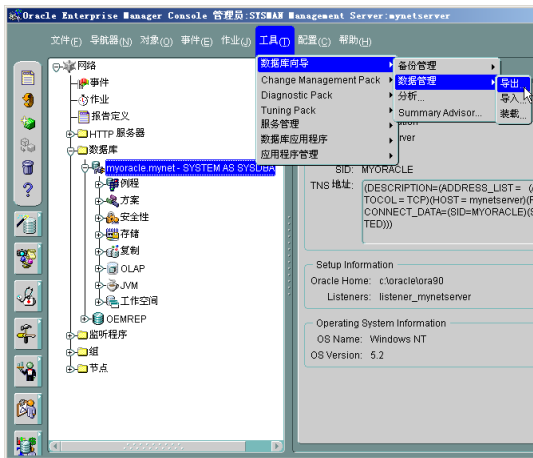 Oracle Enterprise Manager Console 管理员:SYSMAN Management Server:mynetserver
文件(F) 导航器(N) 对象(O) 事件(E) 作业(J) 工具(T) 配置(C) 帮助(H)
数据库向导
Change Management Pack
Diagnostic Pack
Tuning Pack
服务管理
数据库应用程序
应用程序管理
备份管理
数据管理
分析...
Summary Advisor...
导出...
导入...
装载...
网络
事件
作业
报告定义
HTTP 服务器
数据库
myoracle.mynet - SYSTEM AS SYSDBA
例程
方案
安全性
存储
复制
OLAP
JVM
工作空间
OEMREP
监听程序
组
节点
rver
SID: MYORACLE
TNS 地址: (DESCRIPTION=(ADDRESS_LIST = (A
TOCOL = TCP)(HOST = mynetserver)(P
CONNECT_DATA=(SID=MYORACLE)(S
TED)))
Setup Information
Oracle Home: c:\oracle\ora90
Listeners: listener_mynetserver
Operating System Information
OS Name: Windows NT
OS Version: 5.2